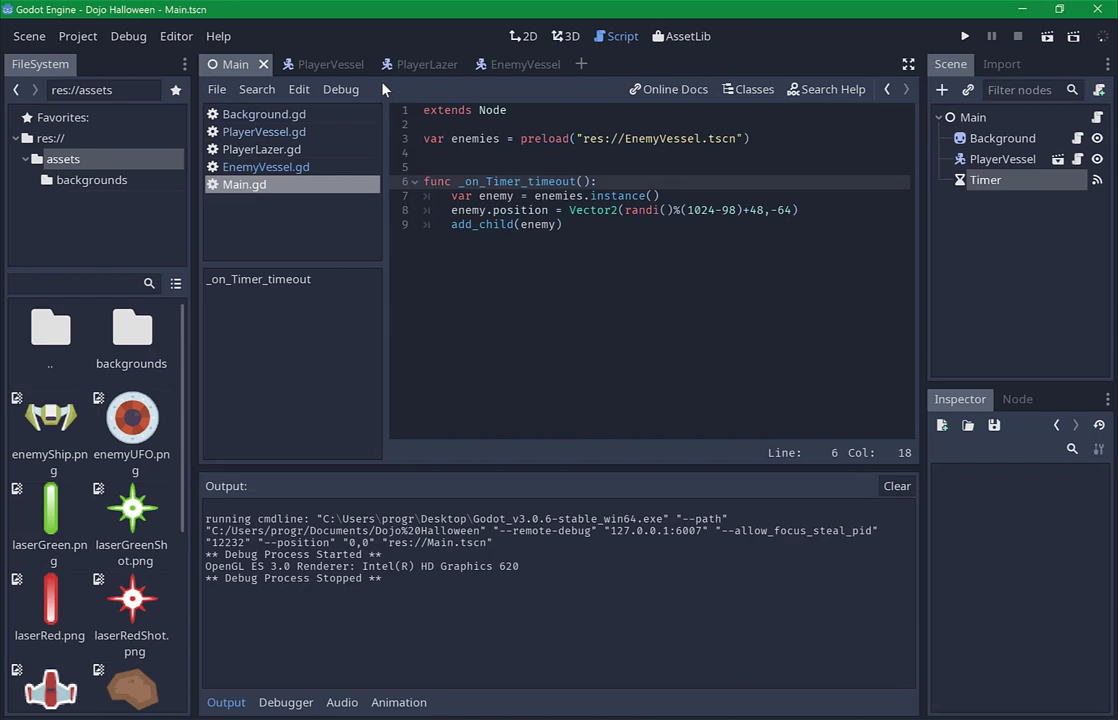 Godot Engine - Dojo Halloween - Main.tscn
Scene Project Debug Editor Help
2D 3D Script AssetLib
FileSystem
res://assets
Favorites:
res://
assets
backgrounds
..
backgrounds
enemyShip.pn
g
enemyUFO.pn
g
laserGreen.pn
g
laserGreenSh
ot.png
laserRed.png
laserRedShot.
png
Main PlayerVessel PlayerLazer EnemyVessel
File Search Edit Debug
Online Docs Classes Search Help
Background.gd
PlayerVessel.gd
PlayerLazer.gd
EnemyVessel.gd
Main.gd
_on_Timer_timeout
1 extends Node
2
3 var enemies = preload("res://EnemyVessel.tscn")
4
5
6 func _on_Timer_timeout():
7 var enemy = enemies.instance()
8 enemy.position = Vector2(randi()%(1024-98)+48,-64)
9 add_child(enemy)
Line: 6 Col: 18
Output:
Clear
running cmdline: "C:\Users\progr\Desktop\Godot_v3.0.6-stable_win64.exe" "--path"
"C:/Users/progr/Documents/Dojo%20Halloween" "--remote-debug" "127.0.0.1:6007" "--allow_focus_steal_pid"
"12232" "--position" "0,0" "res://Main.tscn"
** Debug Process Started **
OpenGL ES 3.0 Renderer: Intel(R) HD Graphics 620
** Debug Process Stopped **
Output Debugger Audio Animation
Scene Import
Filter nodes
Main
Background
PlayerVessel
Timer
Inspector Node